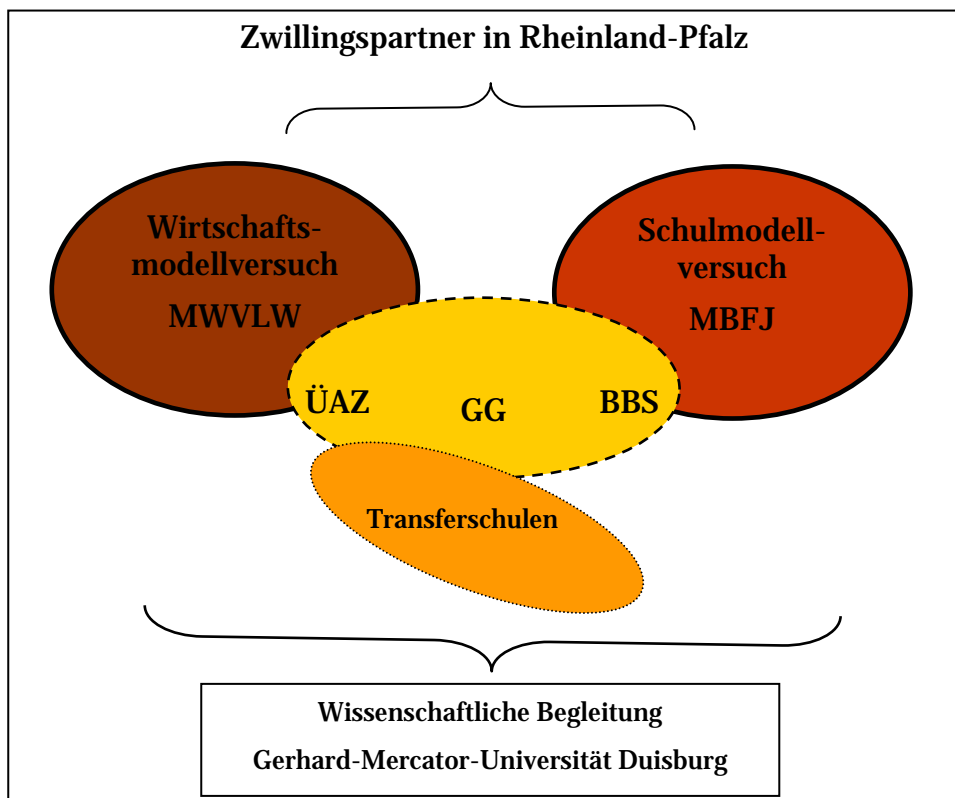 Zwillingspartner in Rheinland-Pfalz
Wirtschafts-
modellversuch
MWVLW
Schulmodell-
versuch
MBFJ
ÜAZ
GG
BBS
Transferschulen
Wissenschaftliche Begleitung
Gerhard-Mercator-Universität Duisburg